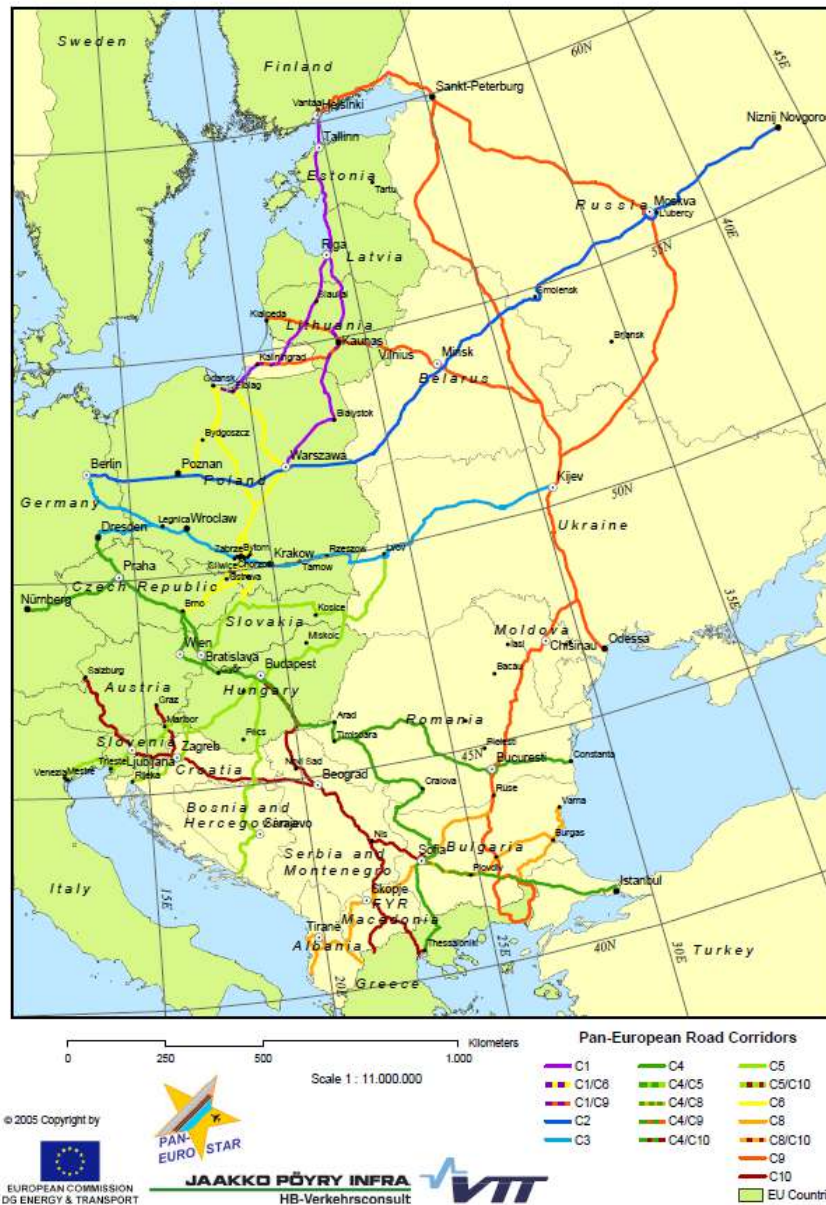 Sweden
Finland
60N
45E
Vantaa
Helsinki
Sankt-Peterburg
Niznij Novgorod
Tallinn
Estonia
Tartu
Russia
Moskva
L'ubercy
40E
55N
Riga
Latvia
Siauliai
Smolensk
Klaipeda
Lithuania
Kaunas
Brjansk
Kaliningrad
Vilnius
Minsk
Belarus
Gdansk
Elblag
Bialystok
Bydgoszcz
Warszawa
Berlin
Poznan
Poland
Kijev
50N
Germany
Legnica
Wroclaw
Ukraine
Dresden
Zabrze
Bytom
Gliwice
Chorzow
Krakow
Rzeszow
Lvov
Tarnow
Praha
Ostrava
Czech Republic
35E
Nürnberg
Brno
Kosice
Slovakia
Miskolc
Moldova
Iasi
Chisinau
Odessa
Wien
Bratislava
Budapest
Salzburg
Györ
Bacau
Austria
Hungary
Graz
Maribor
Arad
Romania
Timisoara
Pécs
Slovenia
Zagreb
Ploiesti
45N
Bucuresti
Constanta
Trieste
Ljubljana
Novi Sad
Venezia
Mestre
Rijeka
Croatia
Beograd
Craiova
Ruse
Bosnia and
Hercegovina
Sarajevo
Varna
Nis
Burgas
Serbia and
Montenegro
Sofia
Bulgaria
Plovdiv
Italy
Skopje
FYR
Macedonia
Istanbul
15E
Tirane
Albania
Thessaloniki
25E
40N
30E
Turkey
20E
Greece
Kilometers
0 250 500 1.000
Scale 1 : 11.000.000
Pan-European Road Corridors
C1
C1/C6
C1/C9
C2
C3
C4
C4/C5
C4/C8
C4/C9
C4/C10
C5
C5/C10
C6
C8
C8/C10
C9
C10
EU Countri
© 2005 Copyright by
PAN-
EURO STAR
EUROPEAN COMMISSION
DG ENERGY & TRANSPORT
JAAKKO PÖYRY INFRA
HB-Verkehrsconsult
VTT